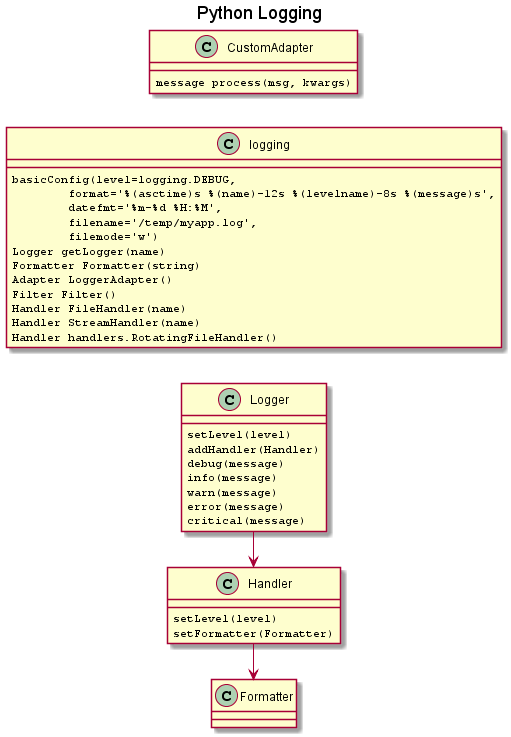 Python Logging
C CustomAdapter
message process(msg, kwargs)
C logging
basicConfig(level=logging.DEBUG,
format='%(asctime)s %(name)-12s %(levelname)-8s %(message)s',
datefmt='%m-%d %H:%M',
filename='/temp/myapp.log',
filemode='w')
Logger getLogger(name)
Formatter Formatter(string)
Adapter LoggerAdapter()
Filter Filter()
Handler FileHandler(name)
Handler StreamHandler(name)
Handler handlers.RotatingFileHandler()
C Logger
setLevel(level)
addHandler(Handler)
debug(message)
info(message)
warn(message)
error(message)
critical(message)
C Handler
setLevel(level)
setFormatter(Formatter)
C Formatter